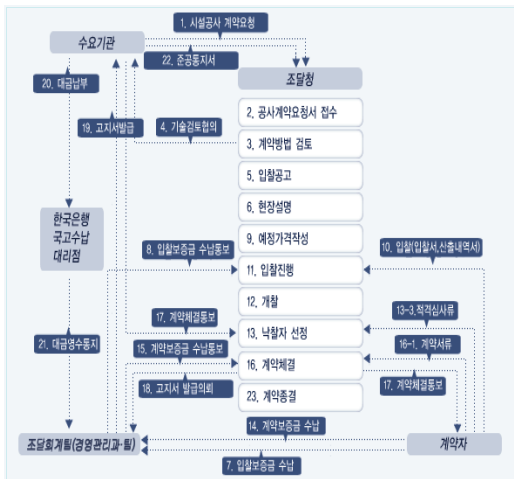 1. 시설공사 계약요청
수요기관
22. 준공통지서
조달청
20. 대금납부
2. 공사계약요청서 접수
19. 고지서발급
4. 기술검토협의
3. 계약방법 검토
5. 입찰공고
6. 현장설명
한국은행
국고수납
대리점
9. 예정가격작성
8. 입찰보증금 수납통보
10. 입찰(입찰서,산출내역서)
11. 입찰진행
12. 개찰
13-3.적격심사류
17. 계약체결통보
13. 낙찰자 선정
21. 대금영수통지
15. 계약보증금 수납통보
16-1. 계약서류
16. 계약체결
18. 고지서 발급의뢰
17. 계약체결통보
23. 계약종결
14. 계약보증금 수납
조달회계팀(경영관리과·팀)
계약자
7. 입찰보증금 수납